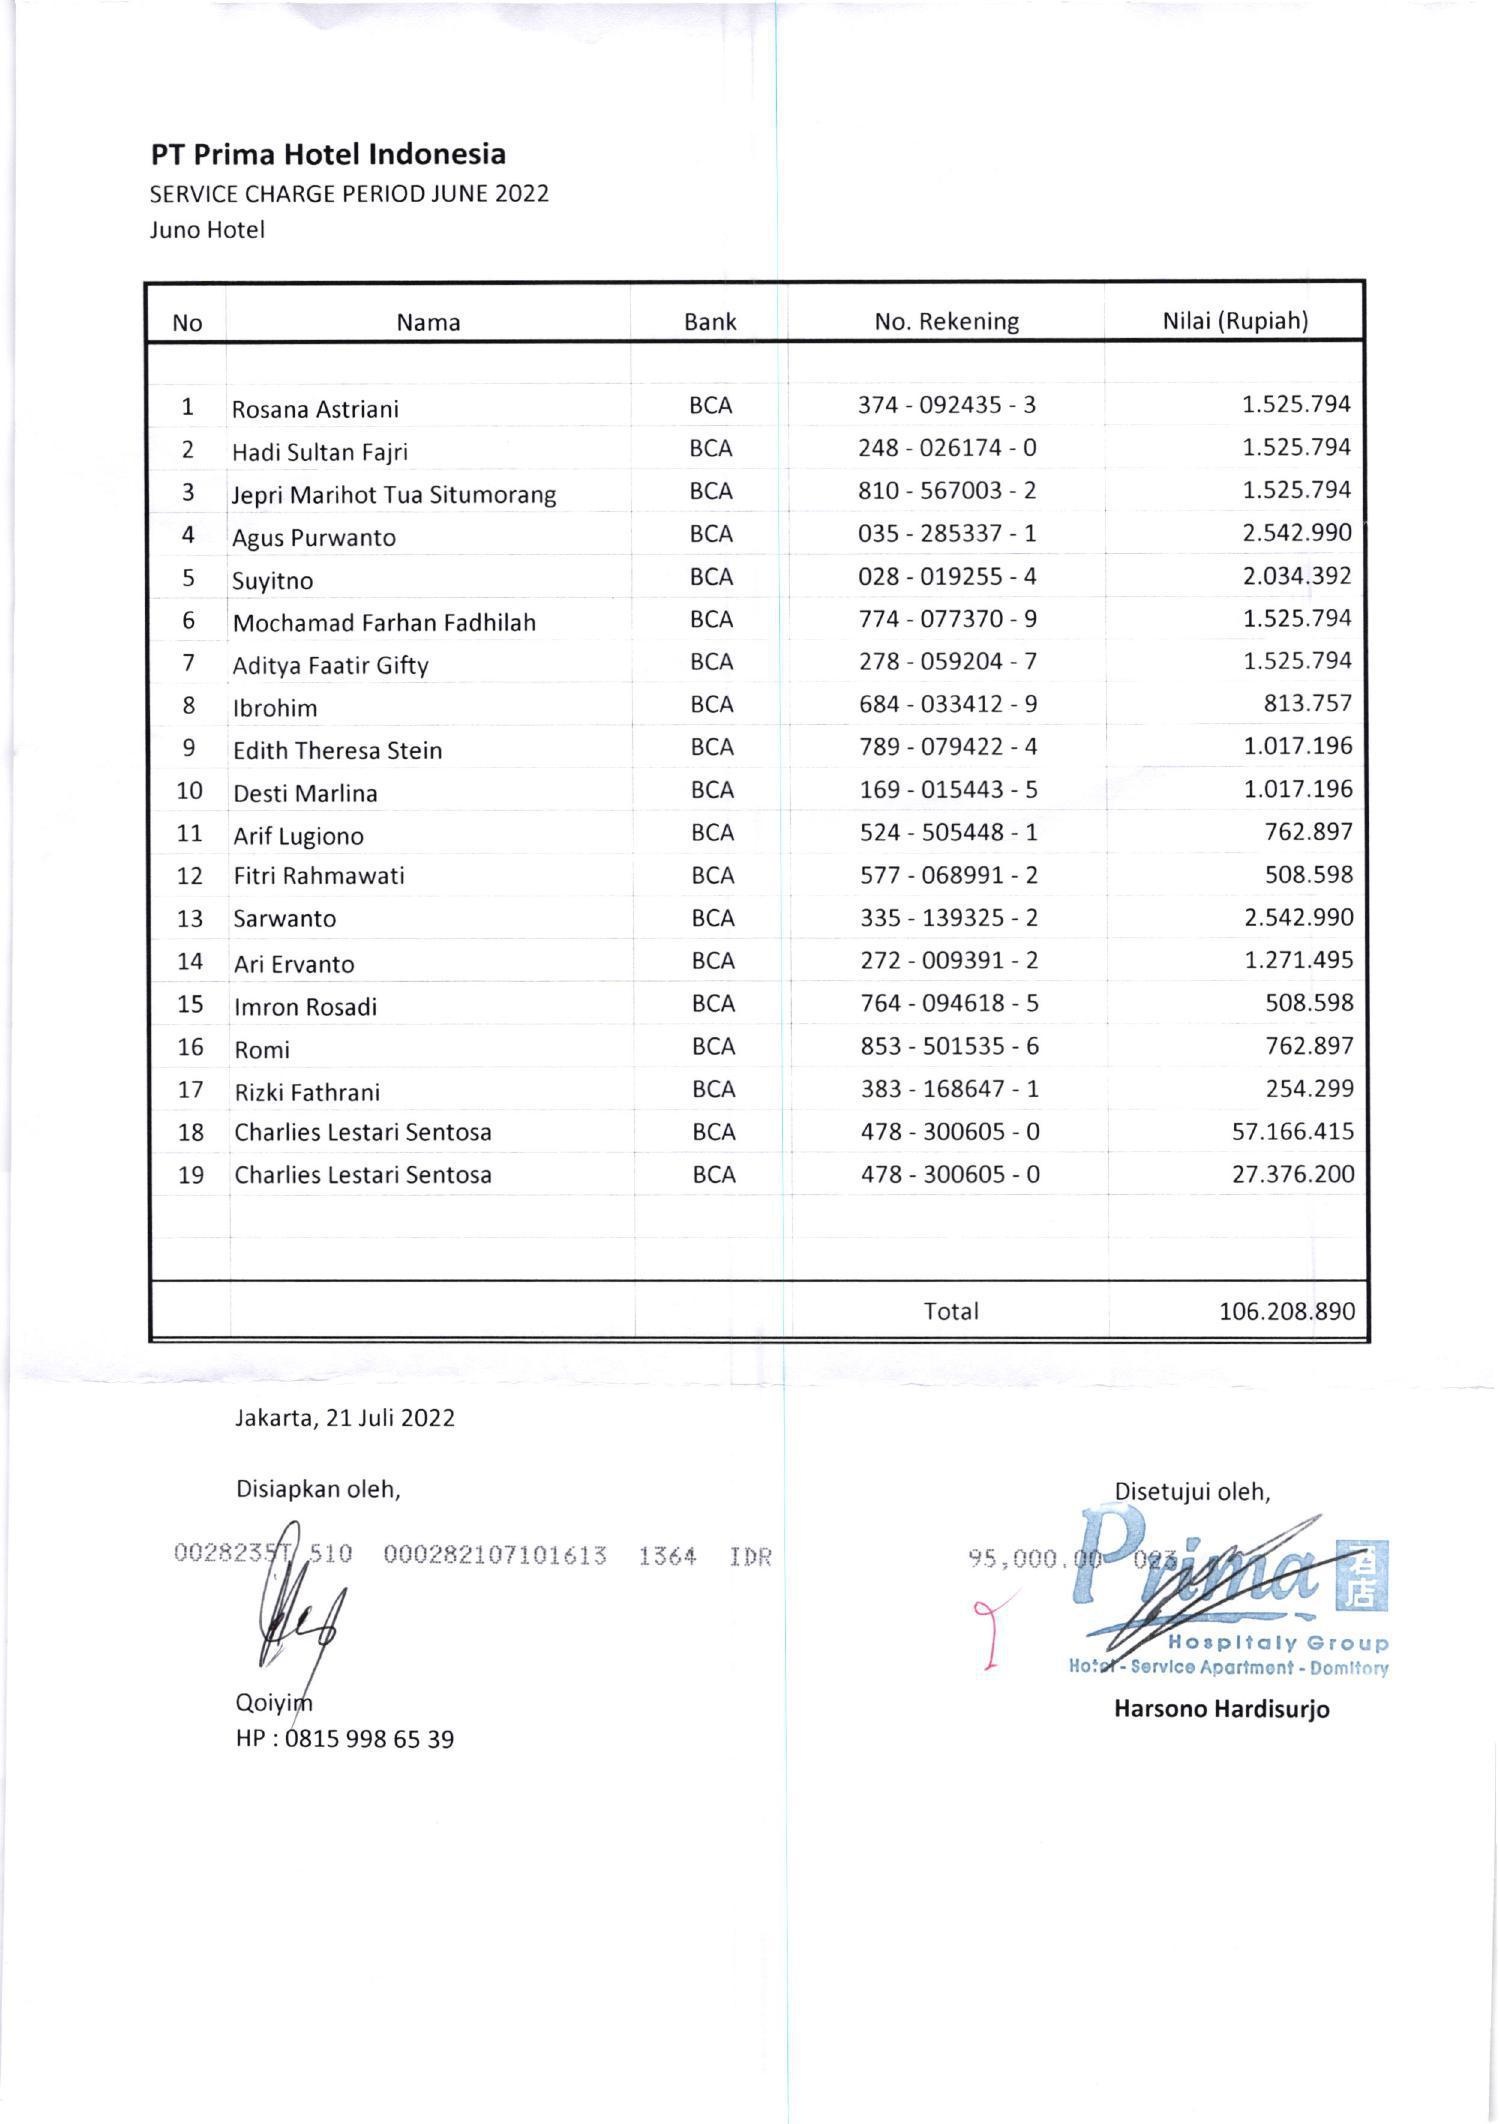 PT Prima Hotel Indonesia
SERVICE CHARGE PERIOD JUNE 2022
Juno Hotel
No Nama Bank No. Rekening Nilai (Rupiah)
1 Rosana Astriani BCA 374 - 092435 - 3 1.525.794
2 Hadi Sultan Fajri BCA 248 - 026174 - 0 1.525.794
3 Jepri Marihot Tua Situmorang BCA 810 - 567003 - 2 1.525.794
4 Agus Purwanto BCA 035 - 285337 - 1 2.542.990
5 Suyitno BCA 028 - 019255 - 4 2.034.392
6 Mochamad Farhan Fadhilah BCA 774 - 077370 - 9 1.525.794
7 Aditya Faatir Gifty BCA 278 - 059204 - 7 1.525.794
8 Ibrohim BCA 684 - 033412 - 9 813.757
9 Edith Theresa Stein BCA 789 - 079422 - 4 1.017.196
10 Desti Marlina BCA 169 - 015443 - 5 1.017.196
11 Arif Lugiono BCA 524 - 505448 - 1 762.897
12 Fitri Rahmawati BCA 577 - 068991 - 2 508.598
13 Sarwanto BCA 335 - 139325 - 2 2.542.990
14 Ari Ervanto BCA 272 - 009391 - 2 1.271.495
15 Imron Rosadi BCA 764 - 094618 - 5 508.598
16 Romi BCA 853 - 501535 - 6 762.897
17 Rizki Fathrani BCA 383 - 168647 - 1 254.299
18 Charlies Lestari Sentosa BCA 478 - 300605 - 0 57.166.415
19 Charlies Lestari Sentosa BCA 478 - 300605 - 0 27.376.200
Total 106.208.890
Jakarta, 21 Juli 2022
Disiapkan oleh, Disetujui oleh,
0028235T 510 000282107101613 1364 IDR 95,000.00 023
Prima
Hospitaly Group
Hotel - Service Apartment - Domitory
Qoiyim Harsono Hardisurjo
HP : 0815 998 65 39